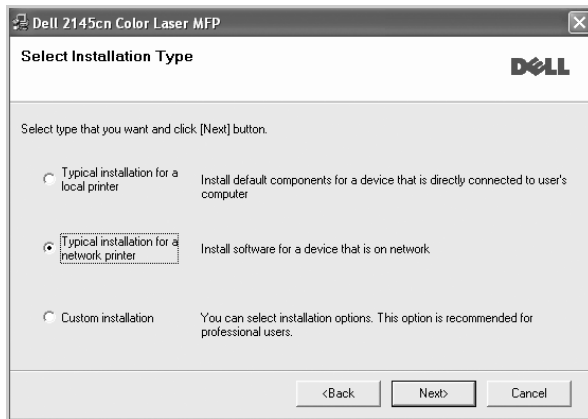 Dell 2145cn Color Laser MFP
Select Installation Type
DELL
Select type that you want and click [Next] button.
Typical installation for a
local printer
Install default components for a device that is directly connected to user's
computer
Typical installation for a
network printer
Install software for a device that is on network
Custom installation
You can select installation options. This option is recommended for
professional users.
<Back
Next>
Cancel